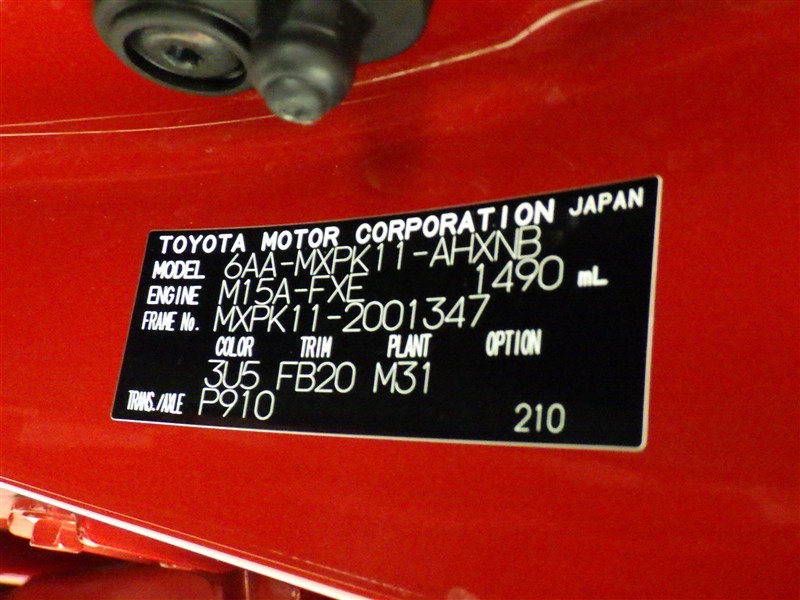 TOYOTA MOTOR CORPORATION JAPAN
MODEL 6AA-MXPK11-AHXNB
ENGINE M15A-FXE 1490 mL
FRAME No. MXPK11-2001347
COLOR TRIM PLANT OPTION
3U5 FB20 M31
TRANS./AXLE P910
210